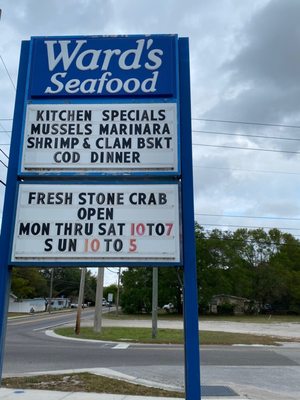 Ward's
Seafood
KITCHEN SPECIALS
MUSSELS MARINARA
SHRIMP & CLAM BSKT
COD DINNER
FRESH STONE CRAB
OPEN
MON THRU SAT 10 TO 7
SUN 10 TO 5